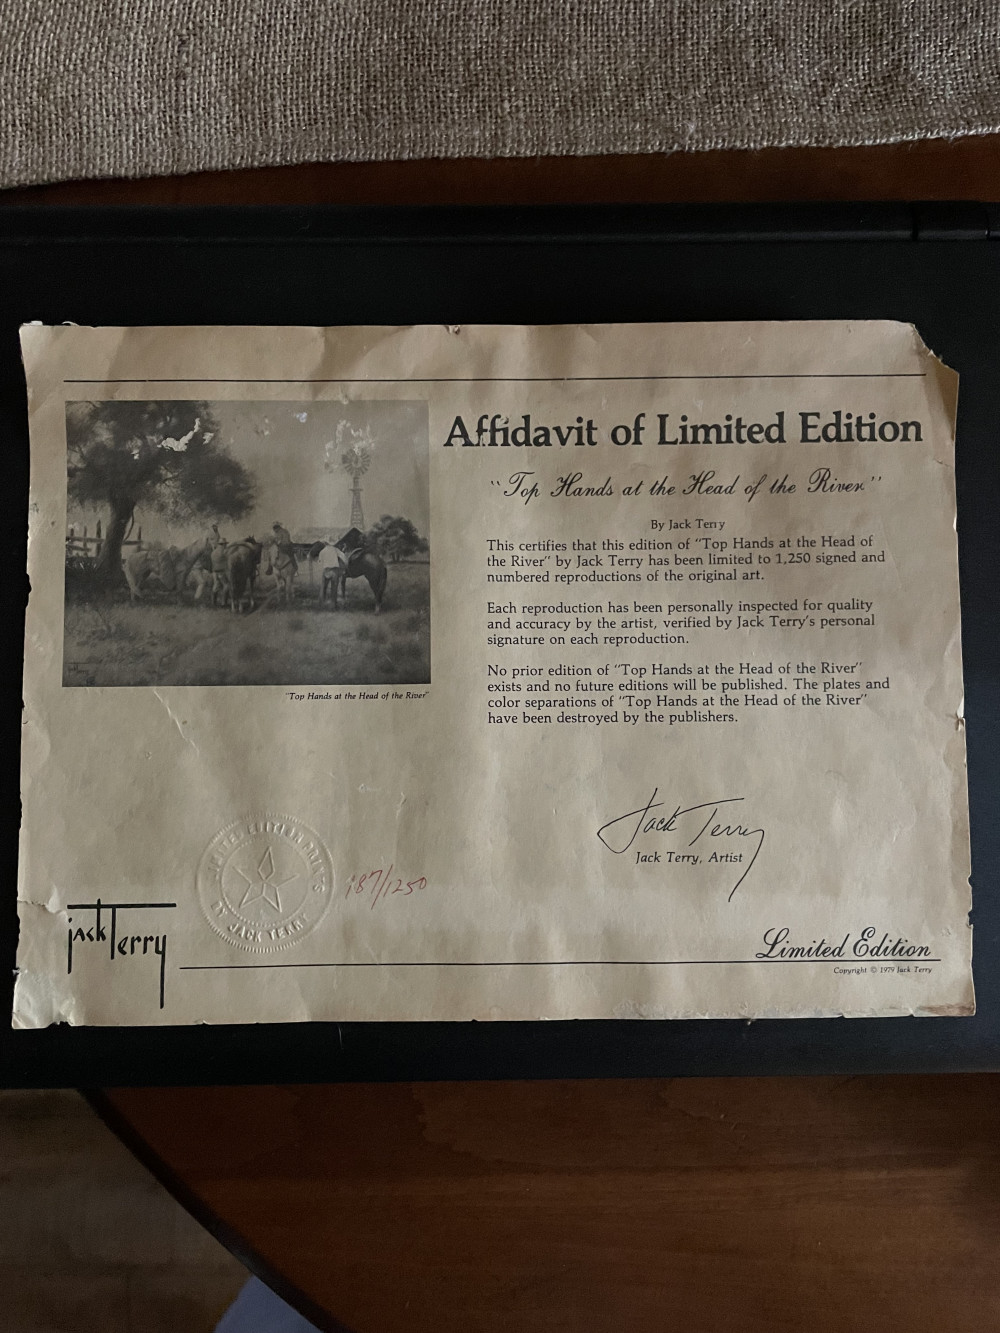 Affidavit of Limited Edition
"Top Hands at the Head of the River"
By Jack Terry
This certifies that this edition of "Top Hands at the Head of
the River" by Jack Terry has been limited to 1,250 signed and
numbered reproductions of the original art.
Each reproduction has been personally inspected for quality
and accuracy by the artist, verified by Jack Terry's personal
signature on each reproduction.
No prior edition of "Top Hands at the Head of the River"
exists and no future editions will be published. The plates and
color separations of "Top Hands at the Head of the River"
have been destroyed by the publishers.
"Top Hands at the Head of the River"
Jack Terry
Jack Terry, Artist
LIMITED EDITION PRINTS
BY JACK TERRY
187/1250
jack Terry
Limited Edition
Copyright © 1979 Jack Terry